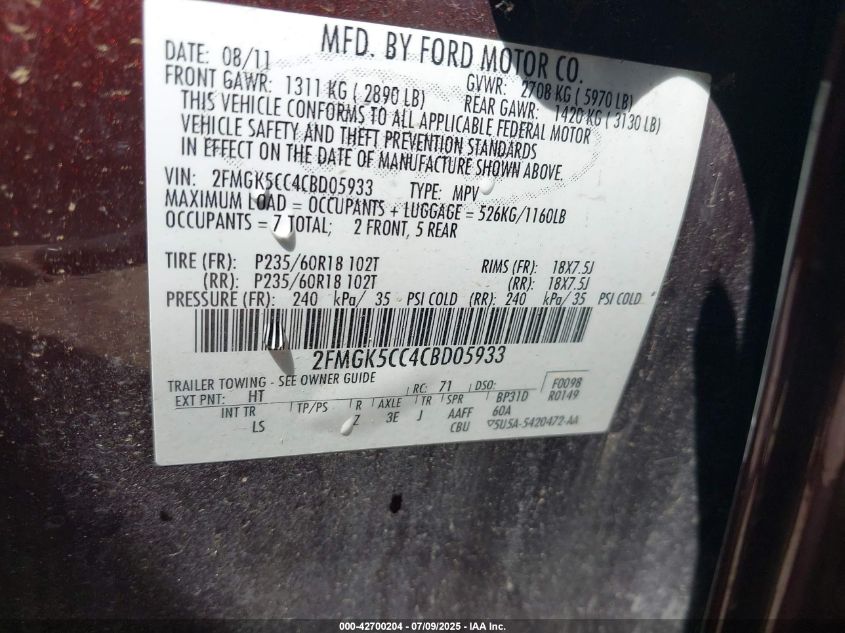 MFD. BY FORD MOTOR CO.
DATE: 08/11 GVWR: 2708 KG ( 5970 LB)
FRONT GAWR: 1311 KG ( 2890 LB) REAR GAWR: 1420 KG ( 3130 LB)
THIS VEHICLE CONFORMS TO ALL APPLICABLE FEDERAL MOTOR
VEHICLE SAFETY AND THEFT PREVENTION STANDARDS
IN EFFECT ON THE DATE OF MANUFACTURE SHOWN ABOVE.
VIN: 2FMGK5CC4CBD05933 TYPE: MPV
MAXIMUM LOAD = OCCUPANTS + LUGGAGE = 526KG/1160LB
OCCUPANTS = 7 TOTAL; 2 FRONT, 5 REAR
TIRE (FR): P235/60R18 102T RIMS (FR): 18X7.5J
(RR): P235/60R18 102T (RR): 18X7.5J
PRESSURE (FR): 240 kPa/ 35 PSI COLD (RR): 240 kPa/ 35 PSI COLD
2FMGK5CC4CBD05933
TRAILER TOWING - SEE OWNER GUIDE
EXT PNT: HT RC: 71 DSO: F0098
INT TR TP/PS R AXLE TR SPR BP31D R0149
LS Z 3E J AAFF 60A
CBU 5U5A-5420472-AA
000-42700204 - 07/09/2025 - IAA Inc.